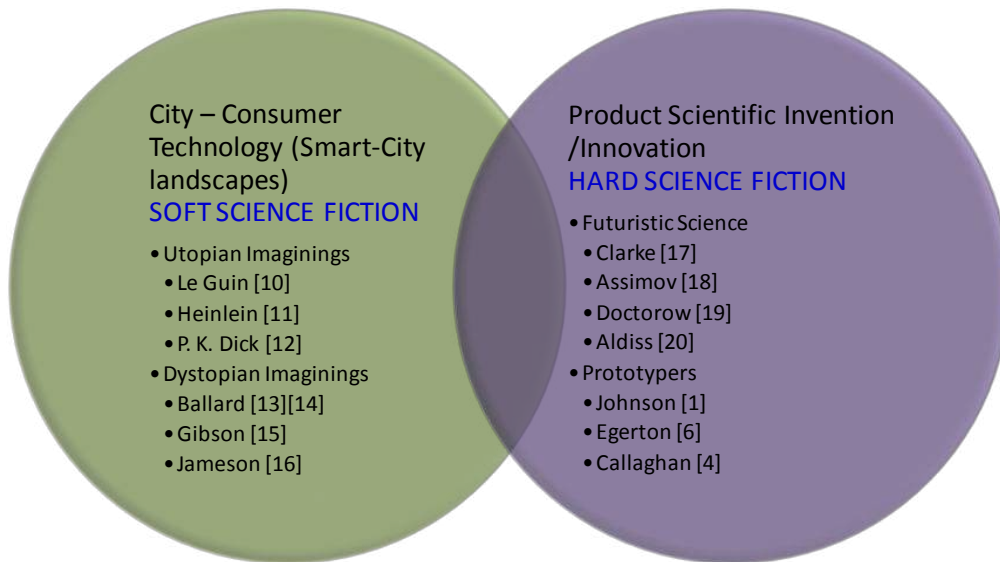 City – Consumer
Technology (Smart-City
landscapes)
SOFT SCIENCE FICTION
• Utopian Imaginings
• Le Guin [10]
• Heinlein [11]
• P. K. Dick [12]
• Dystopian Imaginings
• Ballard [13][14]
• Gibson [15]
• Jameson [16]
Product Scientific Invention
/Innovation
HARD SCIENCE FICTION
• Futuristic Science
• Clarke [17]
• Assimov [18]
• Doctorow [19]
• Aldiss [20]
• Prototypers
• Johnson [1]
• Egerton [6]
• Callaghan [4]